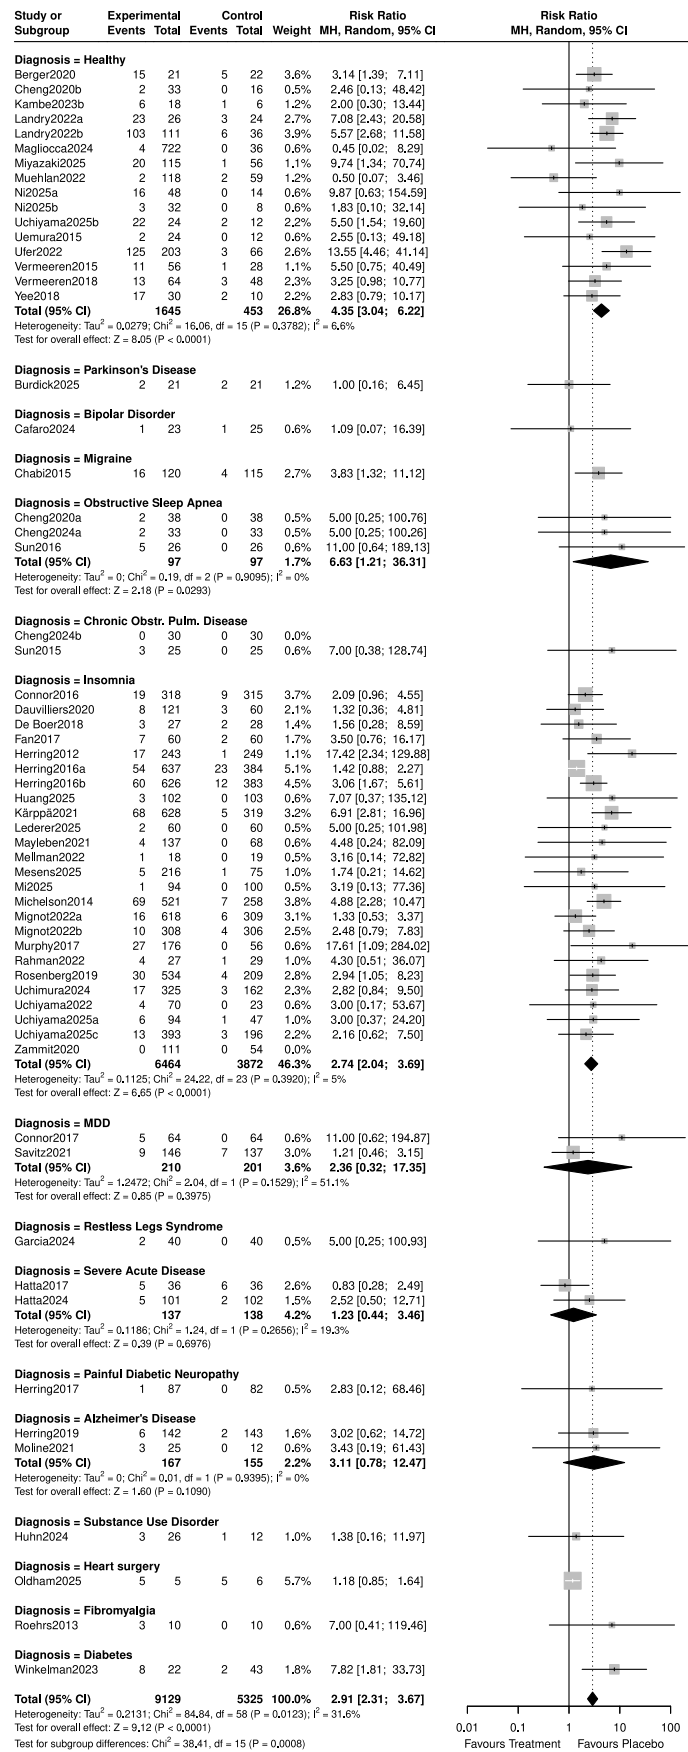 Study or Experimental Control Risk Ratio Risk Ratio
Subgroup Events Total Events Total Weight MH, Random, 95% CI MH, Random, 95% CI
Diagnosis = Healthy
Berger2020 15 21 5 22 3.6% 3.14 [1.39; 7.11]
Cheng2020b 2 33 0 16 0.5% 2.46 [0.13; 48.42]
Kambe2023b 6 18 1 6 0.9% 2.00 [0.30; 13.44]
Landry2022a 23 26 3 24 2.6% 7.08 [2.43; 20.58]
Landry2022b 103 111 6 36 3.9% 5.57 [2.68; 11.58]
Magliocca2024 4 722 0 36 0.5% 0.45 [0.02; 8.29]
Miyazaki2025 20 115 1 56 1.1% 9.74 [1.34; 70.74]
Muehlan2022 2 118 2 59 1.1% 0.50 [0.07; 3.46]
Ni2025a 16 48 0 14 0.6% 9.87 [0.63; 154.59]
Ni2025b 3 32 0 8 0.4% 1.83 [0.10; 32.14]
Uchiyama2025b 22 24 2 12 2.1% 5.50 [1.54; 19.60]
Uemura2015 2 24 0 12 0.5% 2.55 [0.13; 49.18]
Ufer2022 125 203 3 66 2.5% 13.55 [4.46; 41.14]
Vermeeren2015 11 56 1 28 1.1% 5.50 [0.75; 40.49]
Vermeeren2018 13 64 3 48 2.4% 3.25 [0.98; 10.77]
Yee2018 17 30 2 10 2.1% 2.83 [0.79; 10.17]
Total (95% CI) 1645 453 26.8% 4.35 [3.04; 6.22]
Heterogeneity: Tau² = 0.0279; Chi² = 16.06, df = 15 (P = 0.3782); I² = 6.6%
Test for overall effect: Z = 8.05 (P < 0.0001)
Diagnosis = Parkinson's Disease
Burdick2025 2 21 2 21 1.2% 1.00 [0.16; 6.45]
Diagnosis = Bipolar Disorder
Cafaro2024 1 23 1 25 0.6% 1.09 [0.07; 16.39]
Diagnosis = Migraine
Chabi2015 16 120 4 115 2.7% 3.83 [1.32; 11.12]
Diagnosis = Obstructive Sleep Apnea
Cheng2020a 2 38 0 38 0.5% 5.00 [0.25; 100.76]
Cheng2024a 2 33 0 33 0.5% 5.00 [0.25; 100.26]
Sun2016 5 26 0 26 0.6% 11.00 [0.64; 189.13]
Total (95% CI) 97 97 1.7% 6.63 [1.21; 36.31]
Heterogeneity: Tau² = 0; Chi² = 0.19, df = 2 (P = 0.9095); I² = 0%
Test for overall effect: Z = 2.18 (P = 0.0293)
Diagnosis = Chronic Obstr. Pulm. Disease
Cheng2024b 0 30 0 30 0.0%
Sun2015 3 25 0 25 0.6% 7.00 [0.38; 128.74]
Diagnosis = Insomnia
Connor2016 19 318 9 315 3.7% 2.09 [0.96; 4.55]
Dauvilliers2020 8 121 3 60 2.1% 1.32 [0.36; 4.81]
De Boer2018 3 27 2 28 1.4% 1.56 [0.28; 8.59]
Fan2017 7 60 2 60 1.7% 3.50 [0.76; 16.17]
Herring2012 17 243 1 249 1.1% 17.42 [2.34; 129.88]
Herring2016a 54 637 23 384 5.1% 1.42 [0.88; 2.27]
Herring2016b 60 626 12 383 4.5% 3.06 [1.67; 5.61]
Huang2025 3 102 0 103 0.6% 7.07 [0.37; 135.12]
Kärppä2021 68 628 5 319 3.2% 6.91 [2.81; 16.96]
Lederer2025 2 60 0 60 0.5% 5.00 [0.25; 101.98]
Mayleben2021 4 137 0 68 0.6% 4.48 [0.24; 82.09]
Mellman2022 1 18 0 19 0.5% 3.16 [0.14; 72.82]
Mesens2025 5 216 1 75 1.0% 1.74 [0.21; 14.62]
Mi2025 1 94 0 100 0.5% 3.19 [0.13; 77.36]
Michelson2014 69 521 7 258 3.8% 4.88 [2.28; 10.47]
Mignot2022a 16 618 6 309 3.1% 1.33 [0.53; 3.37]
Mignot2022b 10 308 4 306 2.4% 2.48 [0.79; 7.83]
Murphy2017 27 176 0 56 0.6% 17.61 [1.09; 284.02]
Rahman2022 4 27 1 29 1.0% 4.30 [0.51; 36.07]
Rosenberg2019 30 534 4 209 2.8% 2.94 [1.05; 8.23]
Uchimura2024 17 325 3 162 2.3% 2.82 [0.84; 9.50]
Uchiyama2022 4 70 0 23 0.6% 3.00 [0.17; 53.67]
Uchiyama2025a 6 94 1 47 1.0% 3.00 [0.37; 24.20]
Uchiyama2025c 13 393 3 196 2.2% 2.16 [0.62; 7.50]
Zammit2020 0 111 0 54 0.0%
Total (95% CI) 6464 3872 46.3% 2.74 [2.04; 3.69]
Heterogeneity: Tau² = 0.1125; Chi² = 24.22, df = 23 (P = 0.3920); I² = 5%
Test for overall effect: Z = 6.65 (P < 0.0001)
Diagnosis = MDD
Connor2017 5 64 0 64 0.6% 11.00 [0.62; 194.87]
Savitz2021 9 146 7 137 3.1% 1.21 [0.46; 3.15]
Total (95% CI) 210 201 3.6% 2.36 [0.32; 17.35]
Heterogeneity: Tau² = 1.2472; Chi² = 2.04, df = 1 (P = 0.1529); I² = 51.1%
Test for overall effect: Z = 0.85 (P = 0.3975)
Diagnosis = Restless Legs Syndrome
Garcia2024 2 40 0 40 0.5% 5.00 [0.25; 100.93]
Diagnosis = Severe Acute Disease
Hatta2017 5 36 6 36 2.6% 0.83 [0.28; 2.49]
Hatta2024 5 101 2 102 1.5% 2.52 [0.50; 12.71]
Total (95% CI) 137 138 4.2% 1.23 [0.44; 3.46]
Heterogeneity: Tau² = 0.1186; Chi² = 1.24, df = 1 (P = 0.2656); I² = 19.3%
Test for overall effect: Z = 0.39 (P = 0.6976)
Diagnosis = Painful Diabetic Neuropathy
Herring2017 1 87 0 82 0.5% 2.83 [0.12; 68.46]
Diagnosis = Alzheimer's Disease
Herring2019 6 142 2 143 1.6% 3.02 [0.62; 14.72]
Moline2021 3 25 0 12 0.6% 3.43 [0.19; 61.43]
Total (95% CI) 167 155 2.2% 3.11 [0.78; 12.47]
Heterogeneity: Tau² = 0; Chi² = 0.01, df = 1 (P = 0.9395); I² = 0%
Test for overall effect: Z = 1.60 (P = 0.1090)
Diagnosis = Substance Use Disorder
Huhn2024 3 26 1 12 1.0% 1.38 [0.16; 11.97]
Diagnosis = Heart surgery
Oldham2025 5 5 5 6 5.7% 1.18 [0.85; 1.64]
Diagnosis = Fibromyalgia
Roehrs2013 3 10 0 10 0.6% 7.00 [0.41; 119.46]
Diagnosis = Diabetes
Winkelman2023 8 22 2 43 1.8% 7.82 [1.81; 33.73]
Total (95% CI) 9129 5325 100.0% 2.91 [2.31; 3.67]
Heterogeneity: Tau² = 0.2131; Chi² = 84.84, df = 58 (P = 0.0123); I² = 31.6%
Test for overall effect: Z = 9.12 (P < 0.0001)
Test for subgroup differences: Chi² = 38.41, df = 15 (P = 0.0008)
0.01 0.1 1 10 100
Favours Treatment Favours Placebo